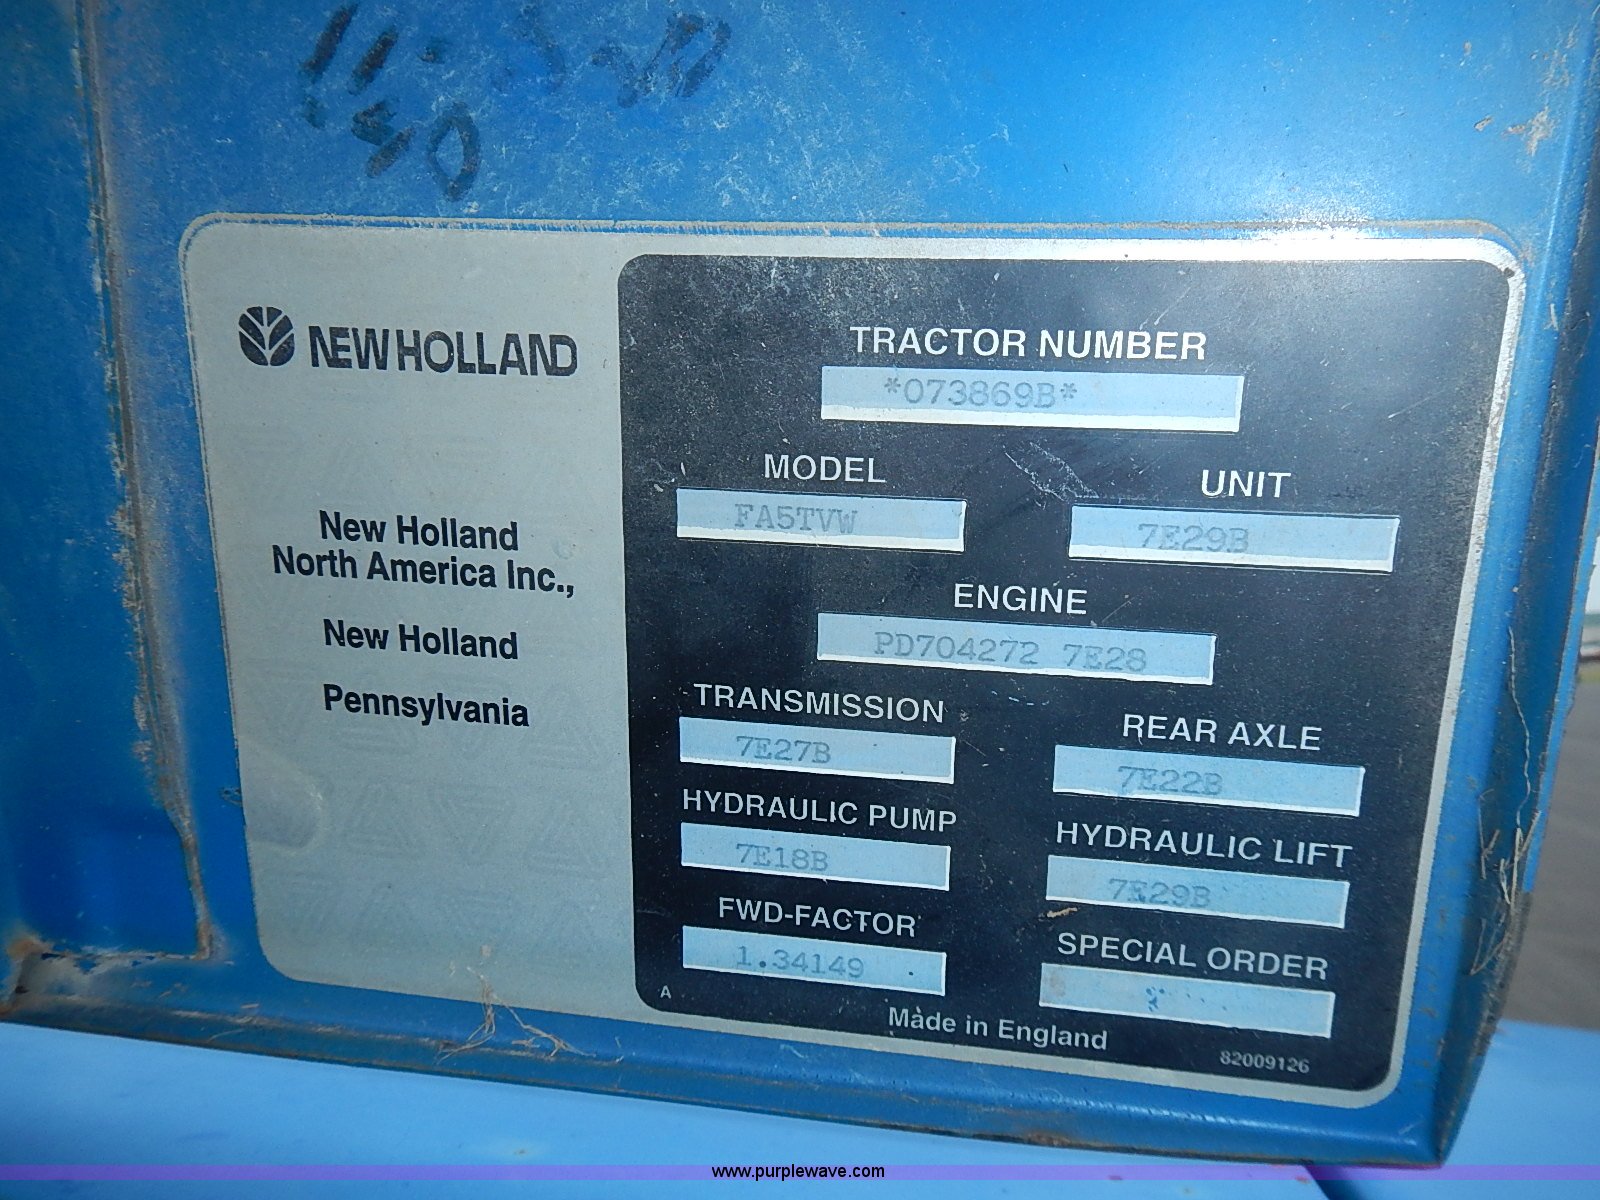 NEW HOLLAND
New Holland
North America Inc.,
New Holland
Pennsylvania
TRACTOR NUMBER
*073869B*
MODEL
FA5TVW
UNIT
7E29B
ENGINE
PD704272 7E28
TRANSMISSION
7E27B
REAR AXLE
7E22B
HYDRAULIC PUMP
7E18B
HYDRAULIC LIFT
7E29B
FWD-FACTOR
1.34149
SPECIAL ORDER
A
Made in England
82009126
www.purplewave.com